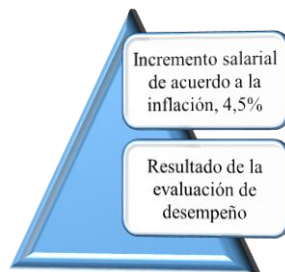 Incremento salarial
de acuerdo a la
inflación, 4,5%
Resultado de la
evaluación de
desempeño